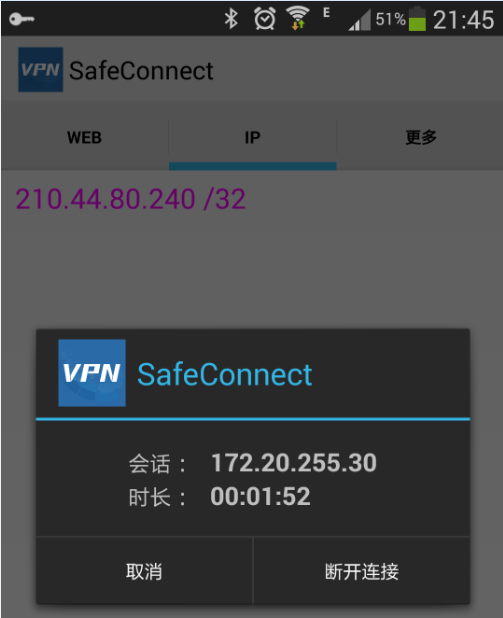 E 51% 21:45
VPN SafeConnect
WEB IP 更多
210.44.80.240 /32
VPN SafeConnect
会话： 172.20.255.30
时长： 00:01:52
取消 断开连接